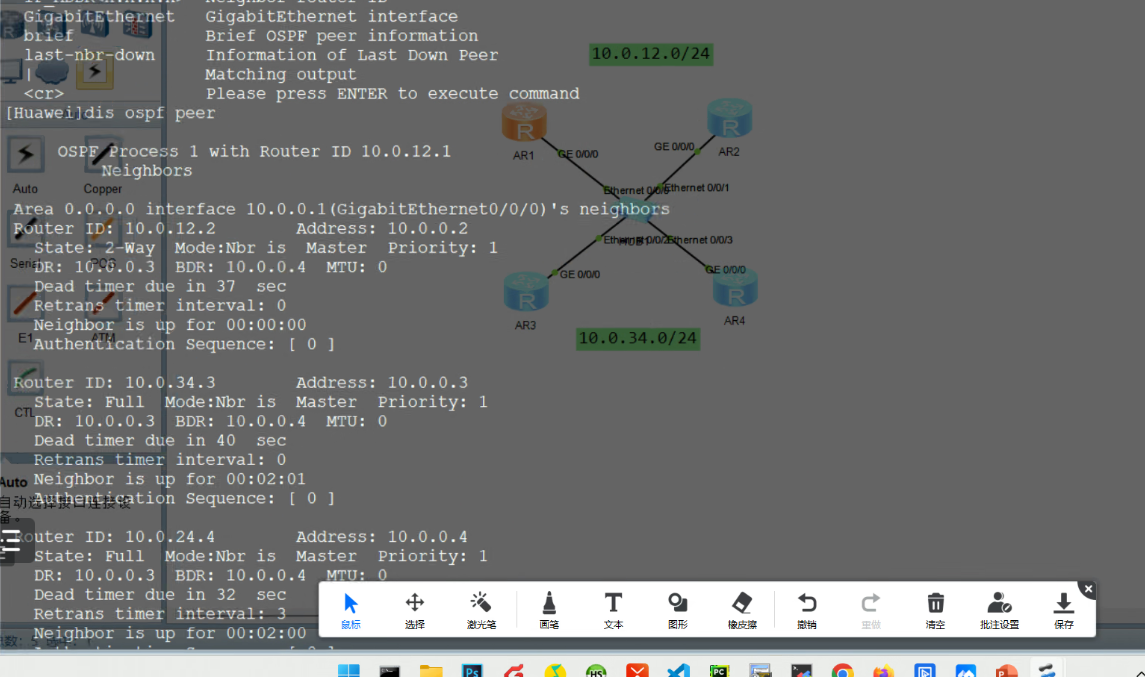 GigabitEthernet   GigabitEthernet interface
brief   Brief OSPF peer information
last-nbr-down   Information of Last Down Peer
|   Matching output
<cr>   Please press ENTER to execute command
[Huawei]dis ospf peer
OSPF Process 1 with Router ID 10.0.12.1
Neighbors
Area 0.0.0.0 interface 10.0.0.1(GigabitEthernet0/0/0)'s neighbors
Router ID: 10.0.12.2   Address: 10.0.0.2
State: 2-Way  Mode:Nbr is  Master  Priority: 1
DR: 10.0.0.3  BDR: 10.0.0.4  MTU: 0
Dead timer due in 37  sec
Retrans timer interval: 0
Neighbor is up for 00:00:00
Authentication Sequence: [ 0 ]
Router ID: 10.0.34.3   Address: 10.0.0.3
State: Full  Mode:Nbr is  Master  Priority: 1
DR: 10.0.0.3  BDR: 10.0.0.4  MTU: 0
Dead timer due in 40  sec
Retrans timer interval: 0
Neighbor is up for 00:02:01
Authentication Sequence: [ 0 ]
Router ID: 10.0.24.4   Address: 10.0.0.4
State: Full  Mode:Nbr is  Master  Priority: 1
DR: 10.0.0.3  BDR: 10.0.0.4  MTU: 0
Dead timer due in 32  sec
Retrans timer interval: 3
Neighbor is up for 00:02:00
10.0.12.0/24
AR1
GE 0/0/0
GE 0/0/0
AR2
Ethernet 0/0/1
Ethernet 0/0/3
GE 0/0/0
GE 0/0/0
AR3
AR4
10.0.34.0/24
Auto
Copper
Serial
POS
E1
ATM
CTL
Auto
自动选择接口连接设
备。
鼠标
选择
激光笔
画笔
文本
图形
橡皮擦
撤销
重做
清空
批注设置
保存